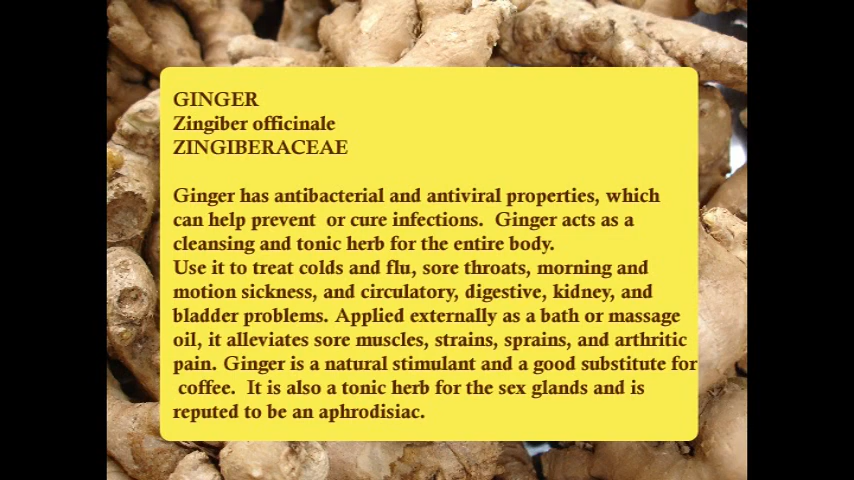 GINGER
Zingiber officinale
ZINGIBERACEAE
Ginger has antibacterial and antiviral properties, which
can help prevent  or cure infections.  Ginger acts as a
cleansing and tonic herb for the entire body.
Use it to treat colds and flu, sore throats, morning and
motion sickness, and circulatory, digestive, kidney, and
bladder problems. Applied externally as a bath or massage
oil, it alleviates sore muscles, strains, sprains, and arthritic
pain. Ginger is a natural stimulant and a good substitute for
coffee.  It is also a tonic herb for the sex glands and is
reputed to be an aphrodisiac.